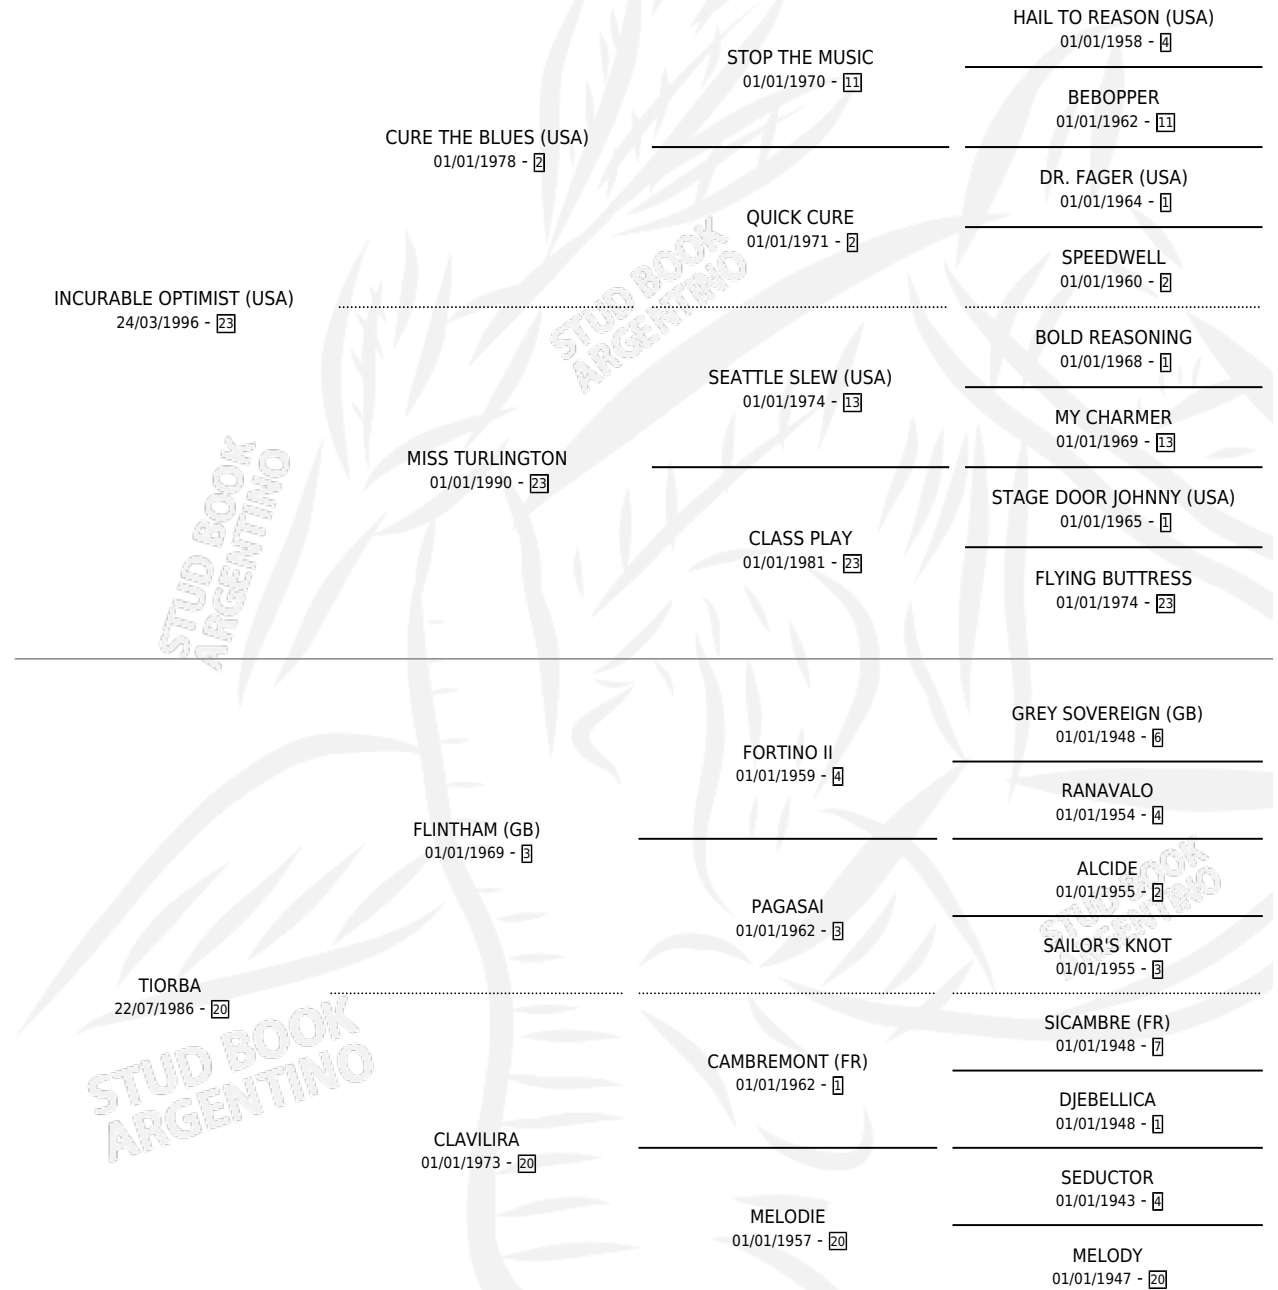 HAIL TO REASON (USA)
01/01/1958 - 4
STOP THE MUSIC
01/01/1970 - 11
BEBOPPER
01/01/1962 - 11
CURE THE BLUES (USA)
01/01/1978 - 2
DR. FAGER (USA)
01/01/1964 - 1
QUICK CURE
01/01/1971 - 2
SPEEDWELL
01/01/1960 - 2
INCURABLE OPTIMIST (USA)
24/03/1996 - 23
STUD BOOK
ARGENTINO
BOLD REASONING
01/01/1968 - 1
SEATTLE SLEW (USA)
01/01/1974 - 13
MY CHARMER
01/01/1969 - 13
MISS TURLINGTON
01/01/1990 - 23
STAGE DOOR JOHNNY (USA)
01/01/1965 - 1
CLASS PLAY
01/01/1981 - 23
FLYING BUTTRESS
01/01/1974 - 23
STUD BOOK
ARGENTINO
GREY SOVEREIGN (GB)
01/01/1948 - 6
FORTINO II
01/01/1959 - 4
RANAVALO
01/01/1954 - 4
FLINTHAM (GB)
01/01/1969 - 3
ALCIDE
01/01/1955 - 2
PAGASAI
01/01/1962 - 3
SAILOR'S KNOT
01/01/1955 - 3
STUD BOOK
ARGENTINO
TIORBA
22/07/1986 - 20
SICAMBRE (FR)
01/01/1948 - 7
CAMBREMONT (FR)
01/01/1962 - 1
DJEBELLICA
01/01/1948 - 1
STUD BOOK
ARGENTINO
CLAVILIRA
01/01/1973 - 20
SEDUCTOR
01/01/1943 - 4
MELODIE
01/01/1957 - 20
MELODY
01/01/1947 - 20